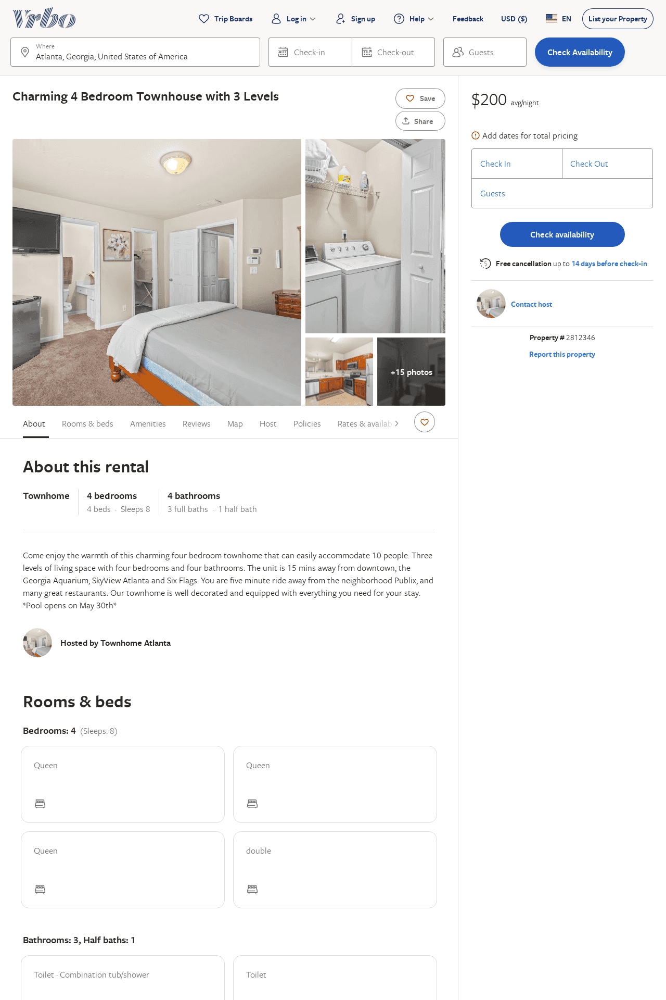 Vrbo
Trip Boards
Log in
Sign up
Help
Feedback
USD ($)
EN
List your Property
Where
Atlanta, Georgia, United States of America
Check-in
Check-out
Guests
Check Availability
Charming 4 Bedroom Townhouse with 3 Levels
Save
Share
+15 photos
$200 avg/night
Add dates for total pricing
Check In
Check Out
Guests
Check availability
Free cancellation up to 14 days before check-in
Contact host
Property # 2812346
Report this property
About
Rooms & beds
Amenities
Reviews
Map
Host
Policies
Rates & availab
About this rental
Townhome
4 bedrooms
4 beds · Sleeps 8
4 bathrooms
3 full baths · 1 half bath
Come enjoy the warmth of this charming four bedroom townhome that can easily accommodate 10 people. Three
levels of living space with four bedrooms and four bathrooms. The unit is 15 mins away from downtown, the
Georgia Aquarium, SkyView Atlanta and Six Flags. You are five minute ride away from the neighborhood Publix, and
many great restaurants. Our townhome is well decorated and equipped with everything you need for your stay.
*Pool opens on May 30th*
Hosted by Townhome Atlanta
Rooms & beds
Bedrooms: 4 (Sleeps: 8)
Queen
Queen
Queen
double
Bathrooms: 3, Half baths: 1
Toilet · Combination tub/shower
Toilet